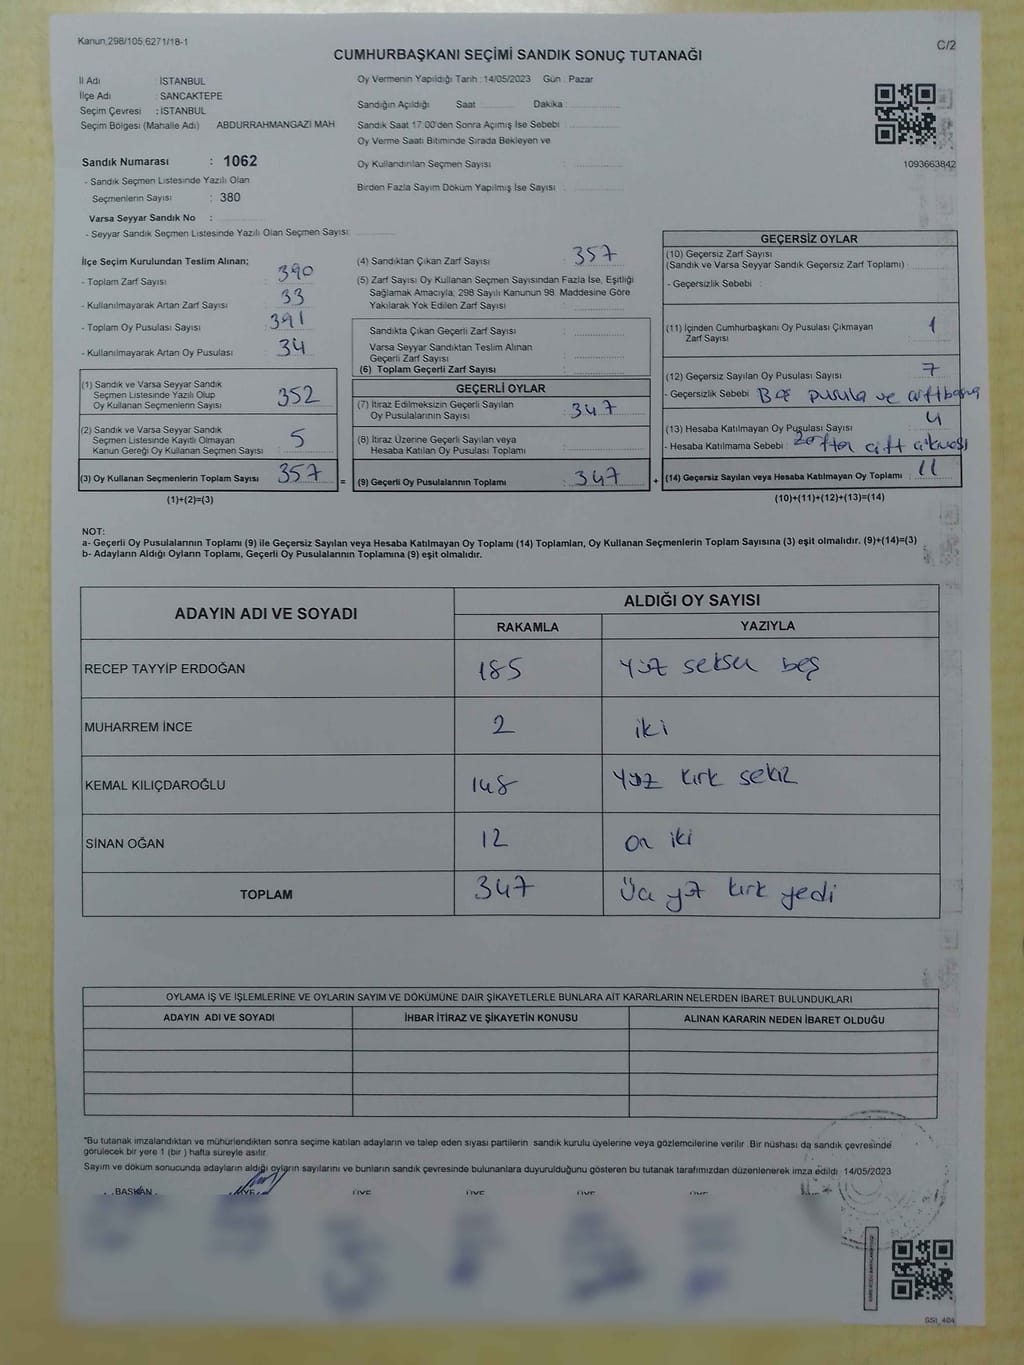 Kanun,298/105;6271/18-1
C/2
CUMHURBAŞKANI SEÇİMİ SANDIK SONUÇ TUTANAĞI
İl Adı : İSTANBUL
İlçe Adı : SANCAKTEPE
Seçim Çevresi : İSTANBUL
Seçim Bölgesi (Mahalle Adı) ABDURRAHMANGAZİ MAH
Oy Vermenin Yapıldığı Tarih : 14/05/2023 Gün : Pazar
Sandığın Açıldığı Saat Dakika :
Sandık Saat 17:00'den Sonra Açımış İse Sebebi :
Oy Verme Saati Bitiminde Sırada Bekleyen ve
Oy Kullandırılan Seçmen Sayısı :
Birden Fazla Sayım Döküm Yapılmış İse Sayısı :
1093663842
Sandık Numarası : 1062
- Sandık Seçmen Listesinde Yazılı Olan
Seçmenlerin Sayısı : 380
Varsa Seyyar Sandık No :
- Seyyar Sandık Seçmen Listesinde Yazılı Olan Seçmen Sayısı:
İlçe Seçim Kurulundan Teslim Alınan;
- Toplam Zarf Sayısı : 390
- Kullanılmayarak Artan Zarf Sayısı : 33
- Toplam Oy Pusulası Sayısı : 391
- Kullanılmayarak Artan Oy Pusulası : 34
(1) Sandık ve Varsa Seyyar Sandık
Seçmen Listesinde Yazılı Olup
Oy Kullanan Seçmenlerin Sayısı : 352
(2) Sandık ve Varsa Seyyar Sandık
Seçmen Listesinde Kayıtlı Olmayan
Kanun Gereği Oy Kullanan Seçmen Sayısı : 5
(3) Oy Kullanan Seçmenlerin Toplam Sayısı : 357 =
(1)+(2)=(3)
(4) Sandıktan Çıkan Zarf Sayısı : 357
(5) Zarf Sayısı Oy Kullanan Seçmen Sayısından Fazla İse, Eşitliği
Sağlamak Amacıyla, 298 Sayılı Kanunun 98. Maddesine Göre
Yakılarak Yok Edilen Zarf Sayısı :
Sandıkta Çıkan Geçerli Zarf Sayısı :
Varsa Seyyar Sandıktan Teslim Alınan
Geçerli Zarf Sayısı :
(6) Toplam Geçerli Zarf Sayısı :
GEÇERLİ OYLAR
(7) İtiraz Edilmeksizin Geçerli Sayılan
Oy Pusulalarının Sayısı : 347
(8) İtiraz Üzerine Geçerli Sayılan veya
Hesaba Katılan Oy Pusulaları Toplamı :
(9) Geçerli Oy Pusulalarının Toplamı : 347 +
GEÇERSİZ OYLAR
(10) Geçersiz Zarf Sayısı
(Sandık ve Varsa Seyyar Sandık Geçersiz Zarf Toplamı) :
- Geçersizlik Sebebi :
(11) İçinden Cumhurbaşkanı Oy Pusulası Çıkmayan
Zarf Sayısı : 1
(12) Geçersiz Sayılan Oy Pusulası Sayısı : 7
- Geçersizlik Sebebi : Boş pusula ve çift
(13) Hesaba Katılmayan Oy Pusulası Sayısı : 4
- Hesaba Katılmama Sebebi : Zarftan çift çıkması
(14) Geçersiz Sayılan veya Hesaba Katılmayan Oy Toplamı : 11
(10)+(11)+(12)+(13)=(14)
NOT:
a- Geçerli Oy Pusulalarının Toplamı (9) ile Geçersiz Sayılan veya Hesaba Katılmayan Oy Toplamı (14) Toplamları, Oy Kullanan Seçmenlerin Toplam Sayısına (3) eşit olmalıdır. (9)+(14)=(3)
b- Adayların Aldığı Oyların Toplamı, Geçerli Oy Pusulalarının Toplamına (9) eşit olmalıdır.
ADAYIN ADI VE SOYADI ALDIĞI OY SAYISI
RAKAMLA YAZIYLA
RECEP TAYYİP ERDOĞAN 185 yüz seksen beş
MUHARREM İNCE 2 iki
KEMAL KILIÇDAROĞLU 148 yüz kırk sekiz
SİNAN OĞAN 12 on iki
TOPLAM 347 Üç yüz kırk yedi
OYLAMA İŞ VE İŞLEMLERİNE VE OYLARIN SAYIM VE DÖKÜMÜNE DAİR ŞİKAYETLERLE BUNLARA AİT KARARLARIN NELERDEN İBARET BULUNDUKLARI
ADAYIN ADI VE SOYADI İHBAR İTİRAZ VE ŞİKAYETİN KONUSU ALINAN KARARIN NEDEN İBARET OLDUĞU
"Bu tutanak imzalandıktan ve mühürlendikten sonra seçime katılan adayların ve talep eden siyasi partilerin sandık kurulu üyelerine veya gözlemcilerine verilir. Bir nüshası da sandık çevresinde
görülecek bir yere 1 (bir ) hafta süreyle asılır.
Sayım ve döküm sonucunda adayların aldığı oyların sayılarını ve bunların sandık çevresinde bulunanlara duyurulduğunu gösteren bu tutanak tarafımızdan düzenlenerek imza edildi. 14/05/2023
BAŞKAN ÜYE ÜYE ÜYE ÜYE ÜYE
SSI_404